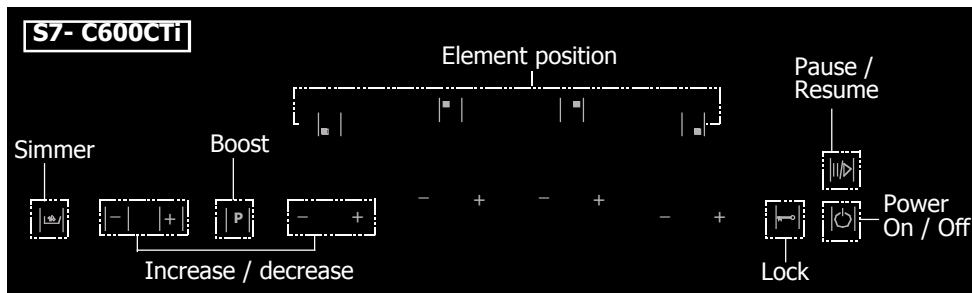 S7- C600CTi
Element position
Pause /
Resume
Simmer
Boost
- + P - + - + - + - +
Power
On / Off
Increase / decrease
Lock